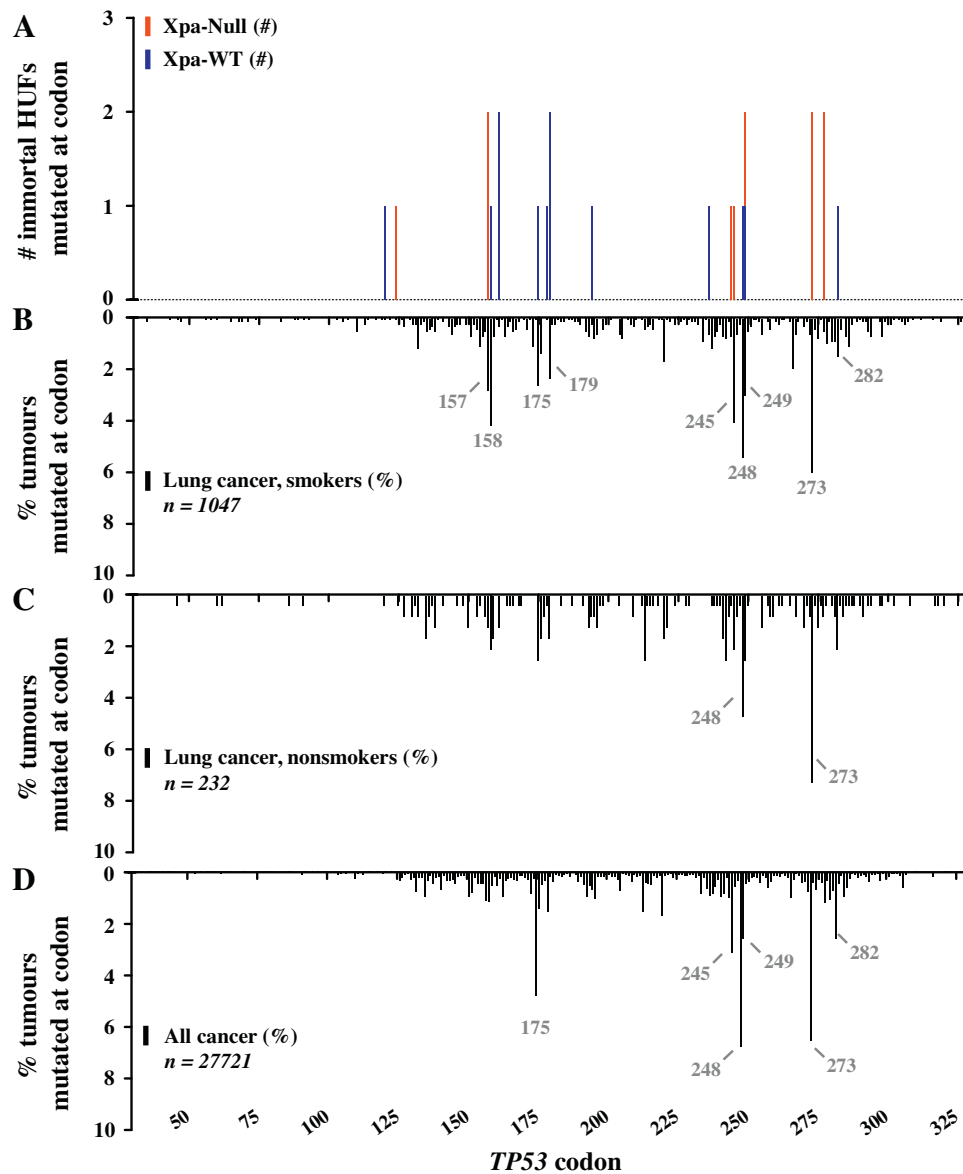 A
# immortal HUFs
mutated at codon
3
2
1
0
Xpa-Null (#)
Xpa-WT (#)
B
% tumours
mutated at codon
0
2
4
6
8
10
157
158
175
179
245
248
249
273
282
Lung cancer, smokers (%)
n = 1047
C
% tumours
mutated at codon
0
2
4
6
8
10
248
273
Lung cancer, nonsmokers (%)
n = 232
D
% tumours
mutated at codon
0
2
4
6
8
10
175
245
248
249
273
282
All cancer (%)
n = 27721
50
75
100
125
150
175
200
225
250
275
300
325
TP53 codon